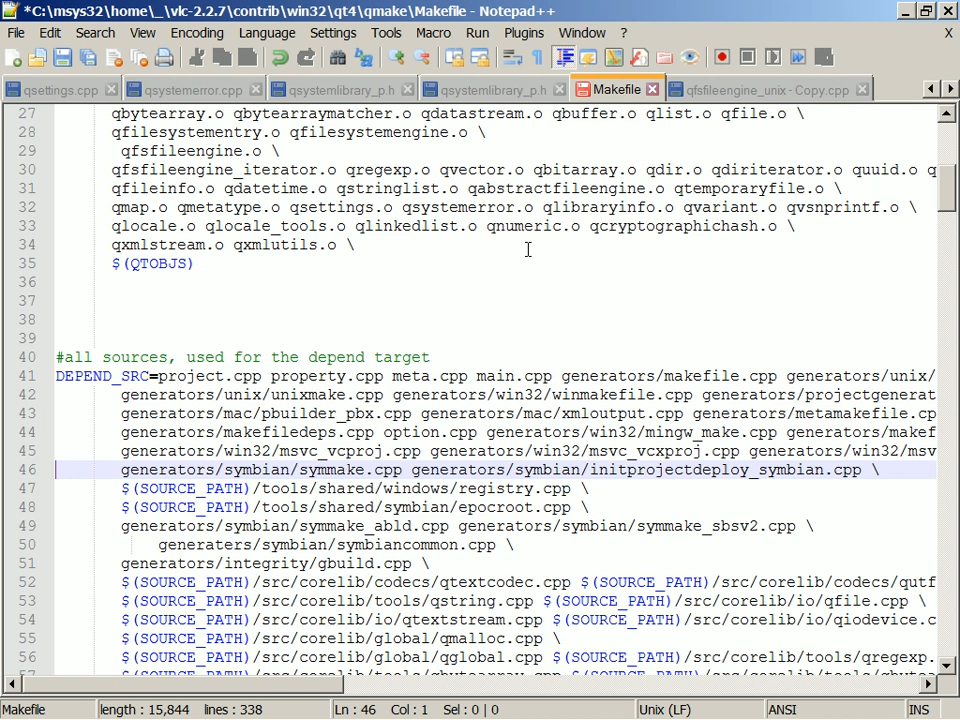 *C:\msys32\home\_\vlc-2.2.7\contrib\win32\qt4\qmake\Makefile - Notepad++
File Edit Search View Encoding Language Settings Tools Macro Run Plugins Window ? X
qsettings.cpp qsystemerror.cpp qsystemlibrary_p.h qsystemlibrary_p.h Makefile qfsfileengine_unix - Copy.cpp
27 qbytearray.o qbytearraymatcher.o qdatastream.o qbuffer.o qlist.o qfile.o \
28 qfilesystementry.o qfilesystemengine.o \
29 qfsfileengine.o \
30 qfsfileengine_iterator.o qregexp.o qvector.o qbitarray.o qdir.o qdiriterator.o quuid.o q
31 qfileinfo.o qdatetime.o qstringlist.o qabstractfileengine.o qtemporaryfile.o \
32 qmap.o qmetatype.o qsettings.o qsystemerror.o qlibraryinfo.o qvariant.o qvsnprintf.o \
33 qlocale.o qlocale_tools.o qlinkedlist.o qnumeric.o qcryptographichash.o \
34 qxmlstream.o qxmlutils.o \
35 $(QTOBJS)
36
37
38
39
40 #all sources, used for the depend target
41 DEPEND_SRC=project.cpp property.cpp meta.cpp main.cpp generators/makefile.cpp generators/unix/
42 generators/unix/unixmake.cpp generators/win32/winmakefile.cpp generators/projectgenerat
43 generators/mac/pbuilder_pbx.cpp generators/mac/xmloutput.cpp generators/metamakefile.cp
44 generators/makefiledeps.cpp option.cpp generators/win32/mingw_make.cpp generators/makef
45 generators/win32/msvc_vcproj.cpp generators/win32/msvc_vcxproj.cpp generators/win32/msv
46 generators/symbian/symmake.cpp generators/symbian/initprojectdeploy_symbian.cpp \
47 $(SOURCE_PATH)/tools/shared/windows/registry.cpp \
48 $(SOURCE_PATH)/tools/shared/symbian/epocroot.cpp \
49 generators/symbian/symmake_abld.cpp generators/symbian/symmake_sbsv2.cpp \
50 generaters/symbian/symbiancommon.cpp \
51 generators/integrity/gbuild.cpp \
52 $(SOURCE_PATH)/src/corelib/codecs/qtextcodec.cpp $(SOURCE_PATH)/src/corelib/codecs/qutf
53 $(SOURCE_PATH)/src/corelib/tools/qstring.cpp $(SOURCE_PATH)/src/corelib/io/qfile.cpp \
54 $(SOURCE_PATH)/src/corelib/io/qtextstream.cpp $(SOURCE_PATH)/src/corelib/io/qiodevice.c
55 $(SOURCE_PATH)/src/corelib/global/qmalloc.cpp \
56 $(SOURCE_PATH)/src/corelib/global/qglobal.cpp $(SOURCE_PATH)/src/corelib/tools/qregexp.
Makefile length : 15,844 lines : 338 Ln : 46 Col : 1 Sel : 0 | 0 Unix (LF) ANSI INS